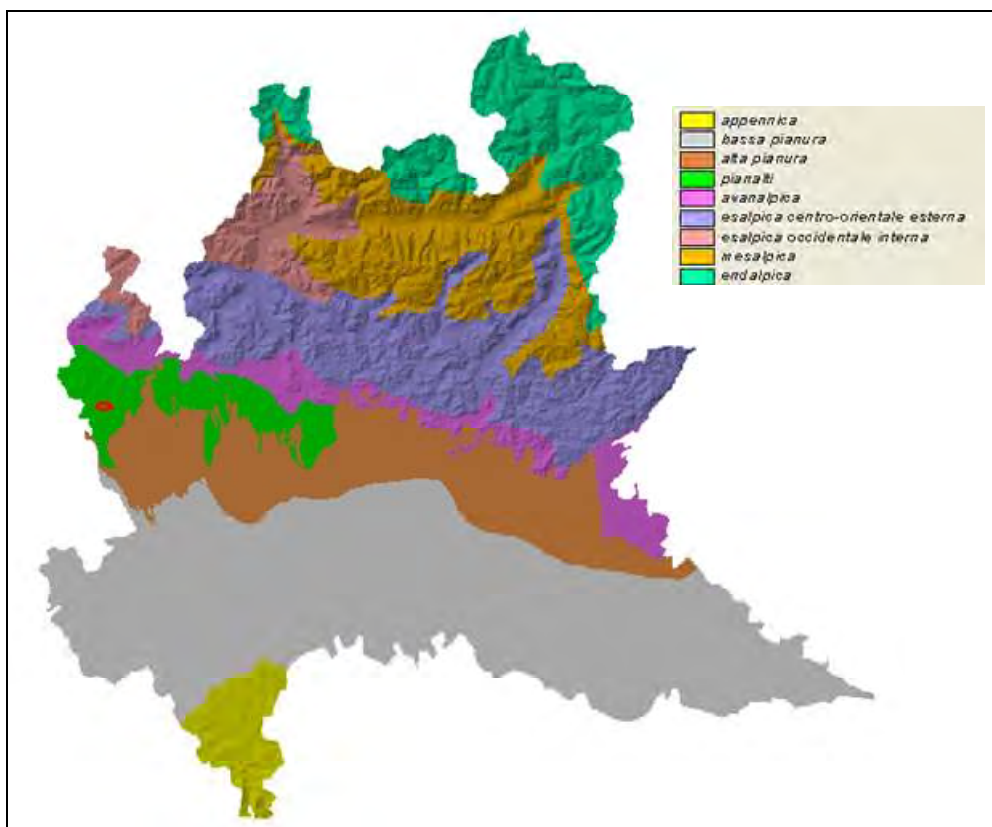 appennica
bassa pianura
alta pianura
pianalti
avanalpica
esalpica centro-orientale esterna
esalpica occidentale interna
mesalpica
endalpica